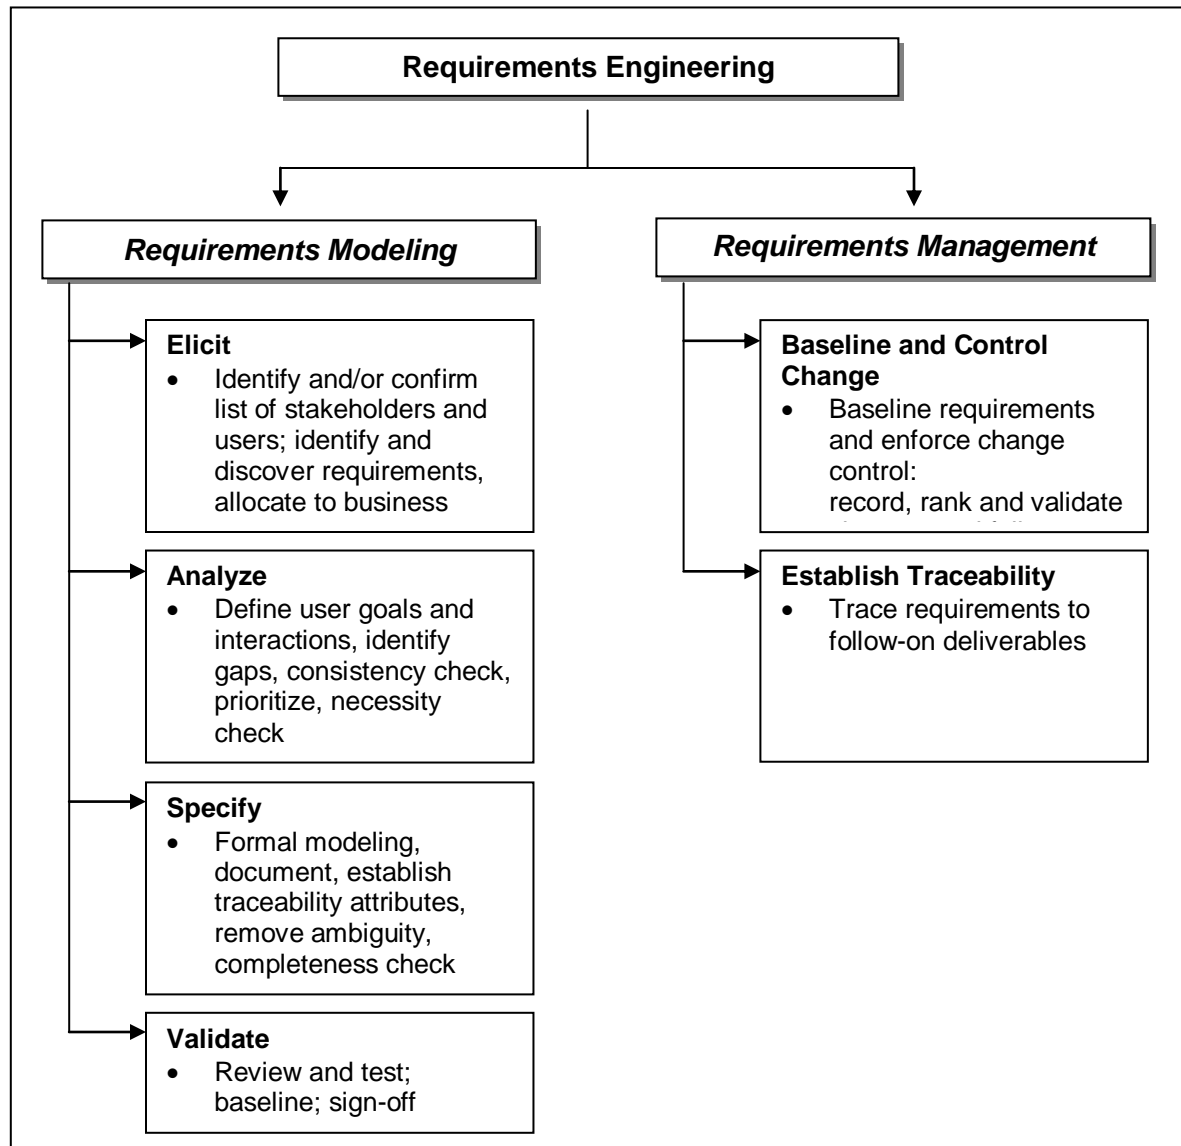 Requirements Engineering
Requirements Modeling
Elicit
• Identify and/or confirm
list of stakeholders and
users; identify and
discover requirements,
allocate to business
Analyze
• Define user goals and
interactions, identify
gaps, consistency check,
prioritize, necessity
check
Specify
• Formal modeling,
document, establish
traceability attributes,
remove ambiguity,
completeness check
Validate
• Review and test;
baseline; sign-off
Requirements Management
Baseline and Control
Change
• Baseline requirements
and enforce change
control:
record, rank and validate
Establish Traceability
• Trace requirements to
follow-on deliverables